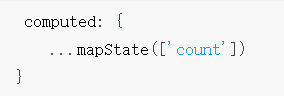 computed: {
...mapState(['count'])
}